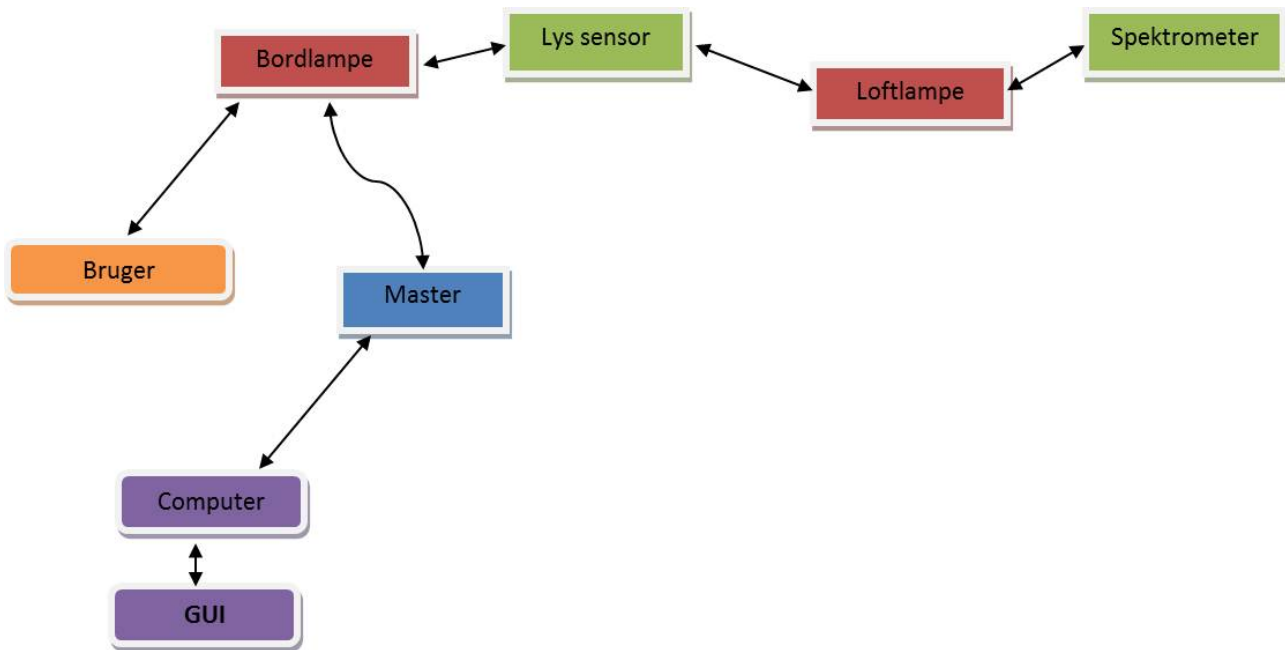 Bordlampe
Lys sensor
Spektrometer
Loftlampe
Bruger
Master
Computer
GUI